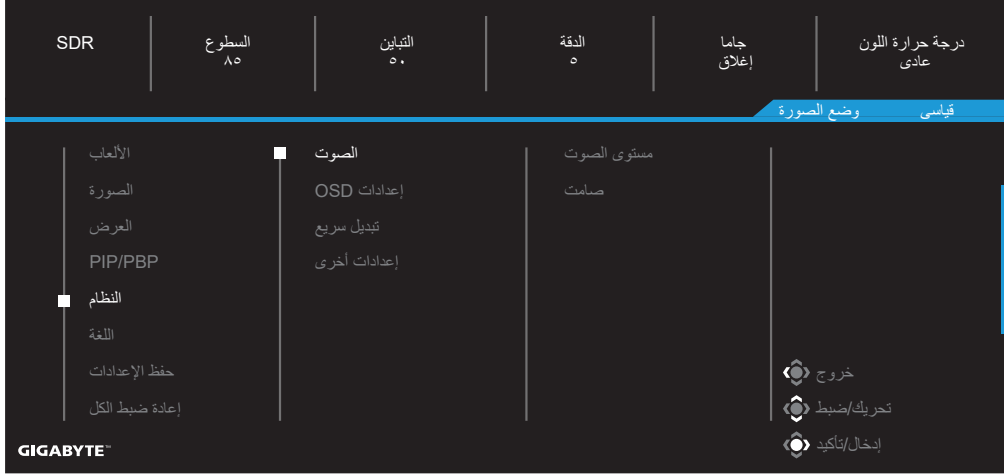 SDR
السطوع
٨٥
التباين
٥٠
الدقة
٥
جاما
إغلاق
درجة حرارة اللون
عادى
وضع الصورة قياسى
الألعاب
الصورة
العرض
PIP/PBP
النظام
اللغة
حفظ الإعدادات
إعادة ضبط الكل
الصوت
إعدادات OSD
تبديل سريع
إعدادات أخرى
مستوى الصوت
صامت
خروج
تحريك/ضبط
إدخال/تأكيد
GIGABYTE™